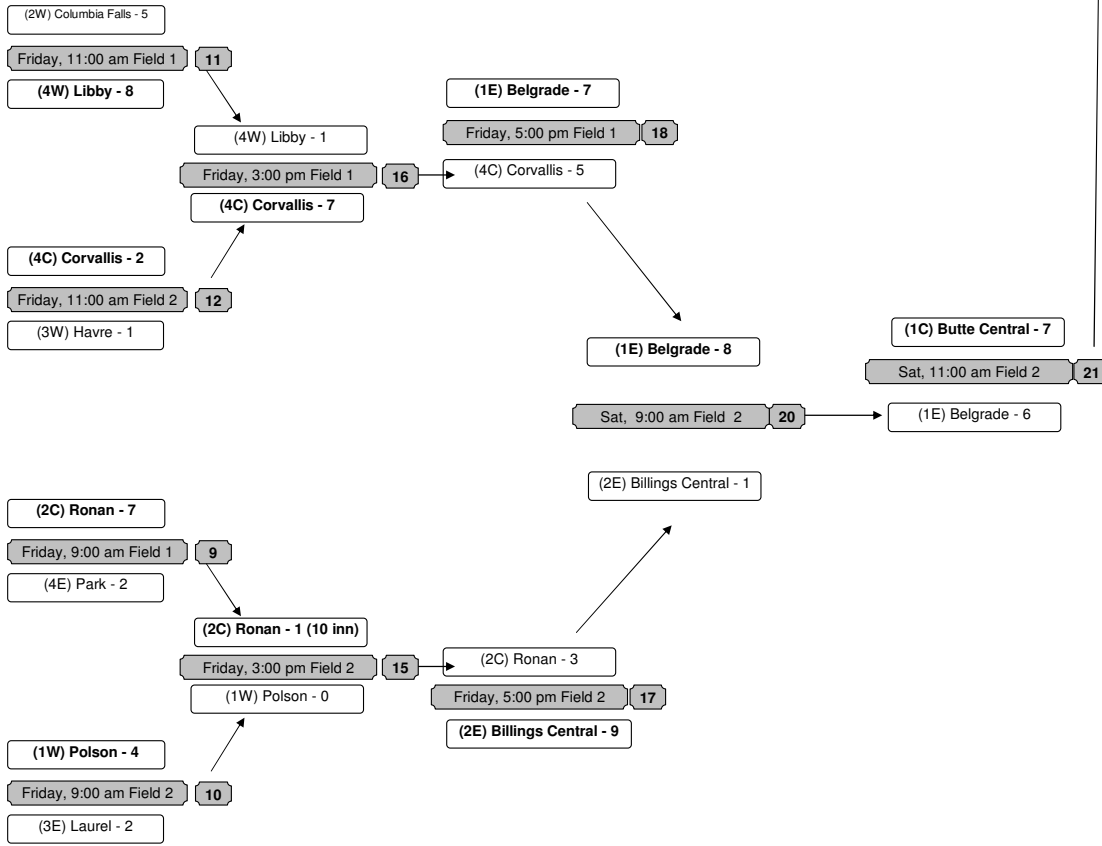 (2W) Columbia Falls - 5
Friday, 11:00 am Field 1 11
(4W) Libby - 8
(4W) Libby - 1
Friday, 3:00 pm Field 1 16
(4C) Corvallis - 7
(4C) Corvallis - 2
Friday, 11:00 am Field 2 12
(3W) Havre - 1
(1E) Belgrade - 7
Friday, 5:00 pm Field 1 18
(4C) Corvallis - 5
(1E) Belgrade - 8
Sat, 9:00 am Field 2 20
(2E) Billings Central - 1
(1C) Butte Central - 7
Sat, 11:00 am Field 2 21
(1E) Belgrade - 6
(2C) Ronan - 7
Friday, 9:00 am Field 1 9
(4E) Park - 2
(2C) Ronan - 1 (10 inn)
Friday, 3:00 pm Field 2 15
(1W) Polson - 0
(1W) Polson - 4
Friday, 9:00 am Field 2 10
(3E) Laurel - 2
(2C) Ronan - 3
Friday, 5:00 pm Field 2 17
(2E) Billings Central - 9